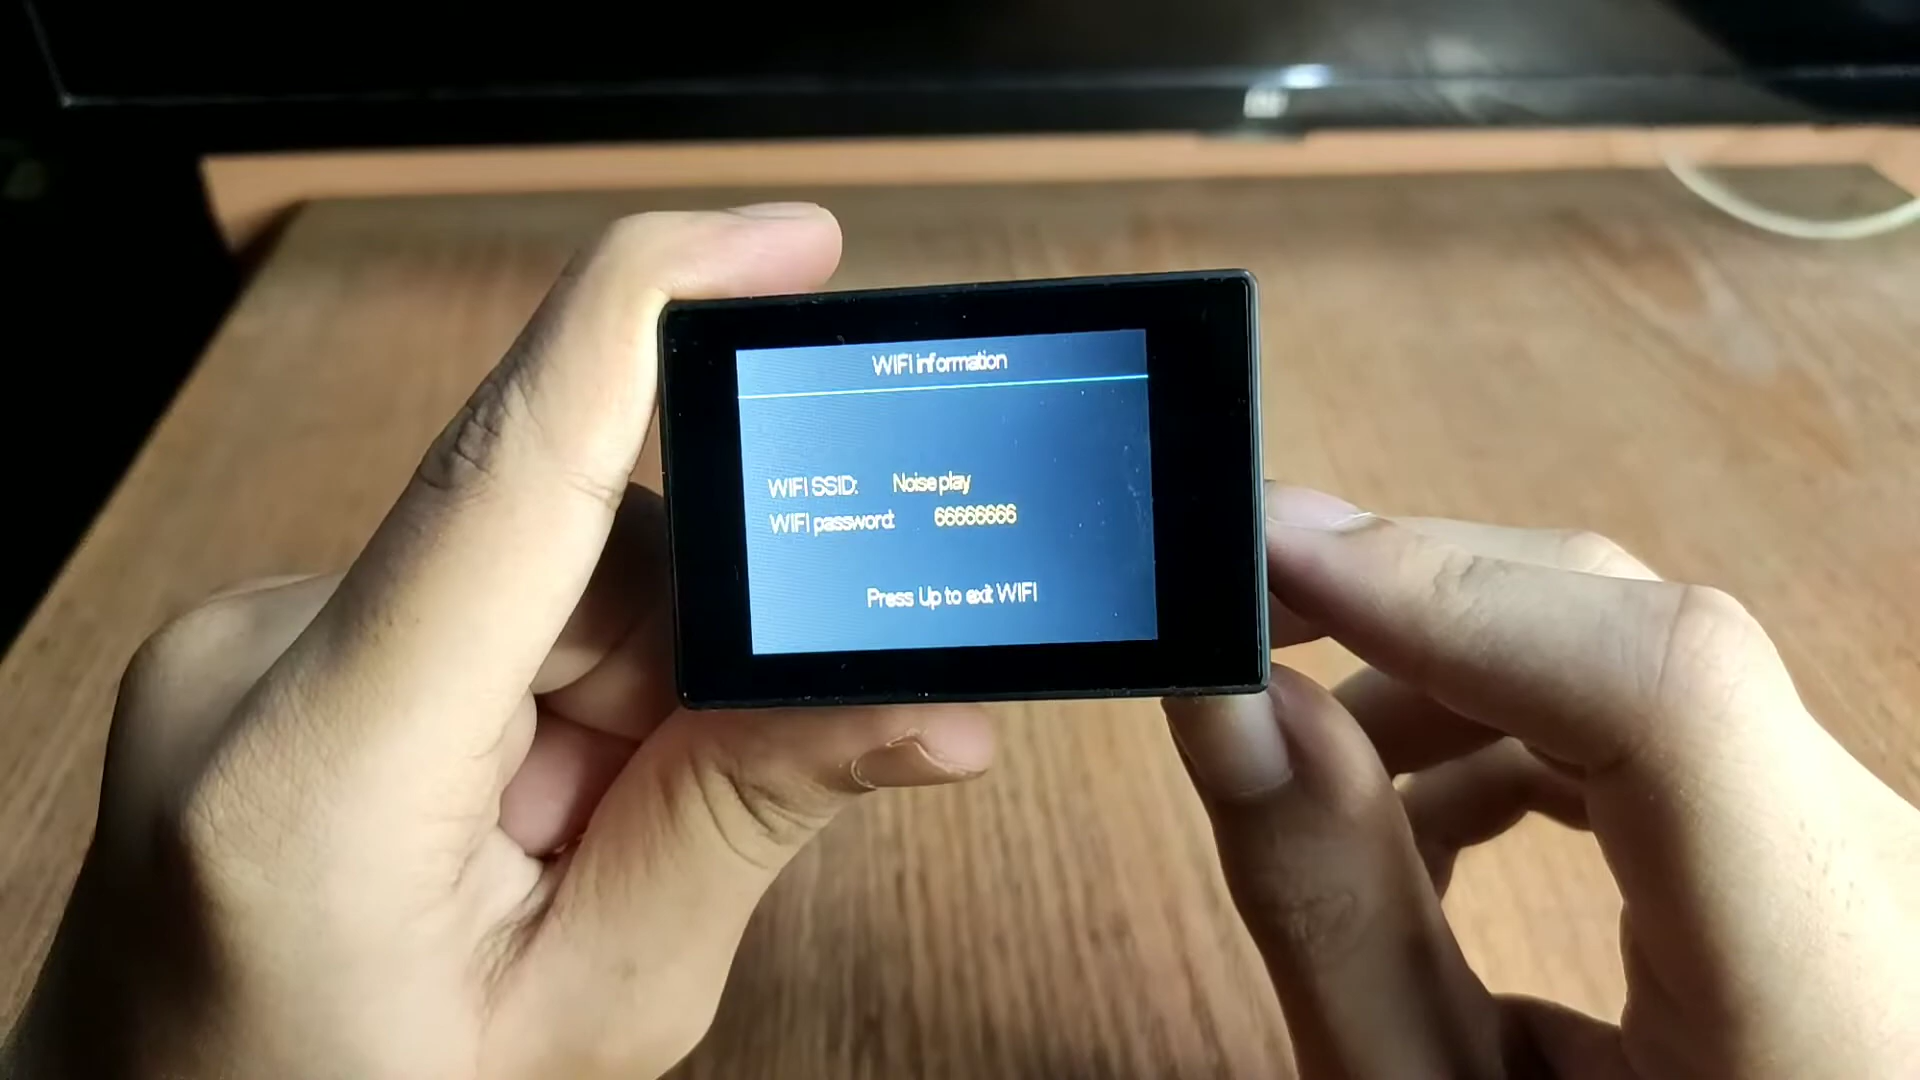 WIFI information
WIFI SSID: Noise play
WIFI password: 66666666
Press Up to exit WIFI